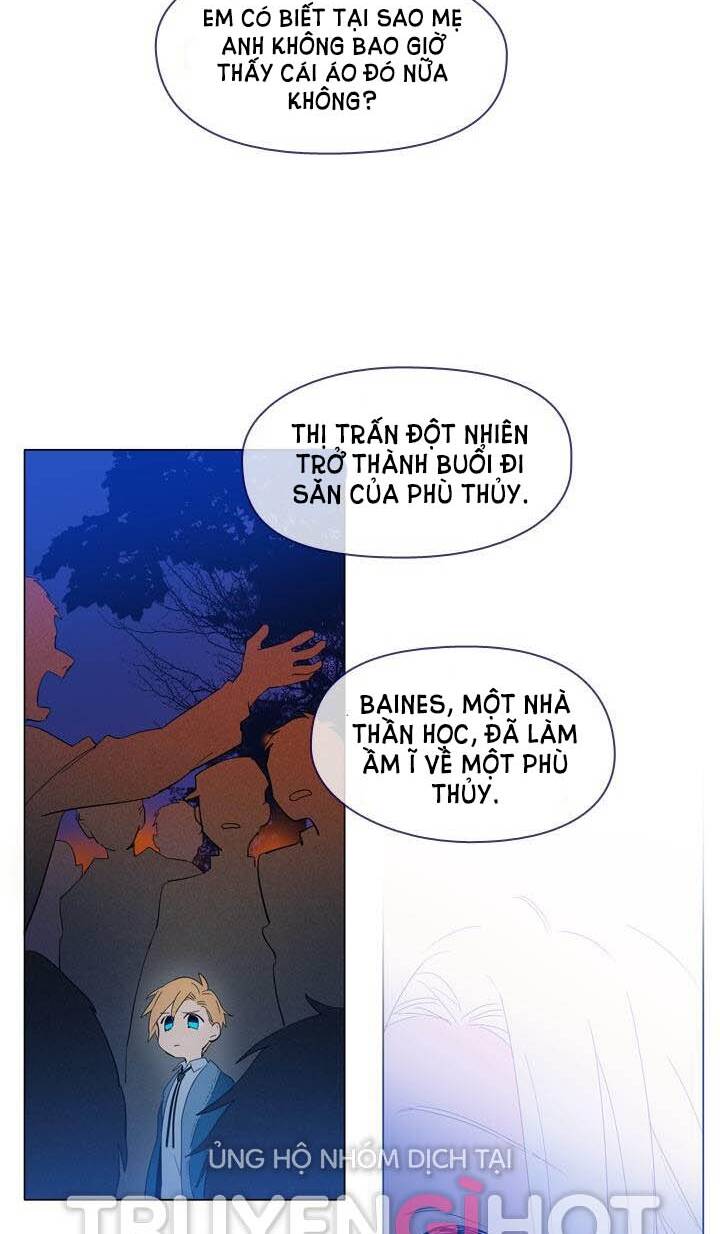 EM CÓ BIẾT TẠI SAO MẸ
ANH KHÔNG BAO GIỜ
THẤY CÁI ÁO ĐÓ NỮA
KHÔNG?
THỊ TRẤN ĐỘT NHIÊN
TRỞ THÀNH BUỔI ĐI
SĂN CỦA PHÙ THỦY.
BAINES, MỘT NHÀ
THẦN HỌC, ĐÃ LÀM
ẦM Ĩ VỀ MỘT PHÙ
THỦY.
ỦNG HỘ NHÓM DỊCH TẠI
TRUYENGIHOT